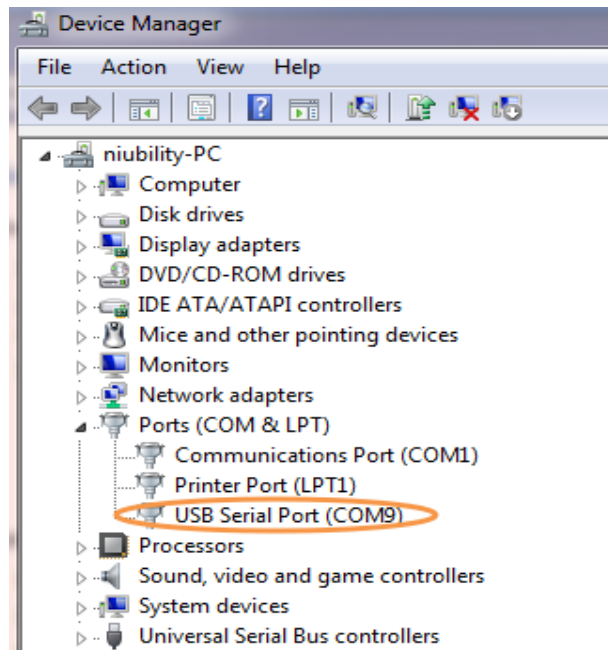 Device Manager
File Action View Help
niubility-PC
Computer
Disk drives
Display adapters
DVD/CD-ROM drives
IDE ATA/ATAPI controllers
Mice and other pointing devices
Monitors
Network adapters
Ports (COM & LPT)
Communications Port (COM1)
Printer Port (LPT1)
USB Serial Port (COM9)
Processors
Sound, video and game controllers
System devices
Universal Serial Bus controllers